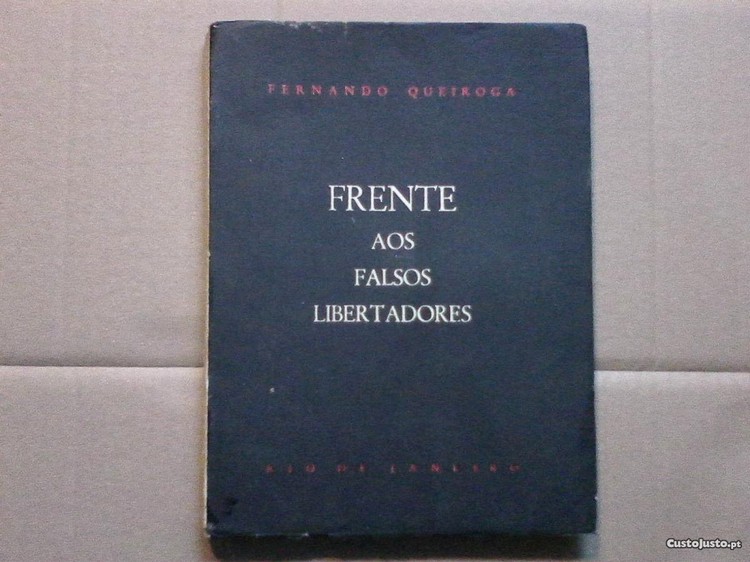 FERNANDO QUEIROGA
FRENTE
AOS
FALSOS
LIBERTADORES
RIO DE JANEIRO
CustoJusto.pt